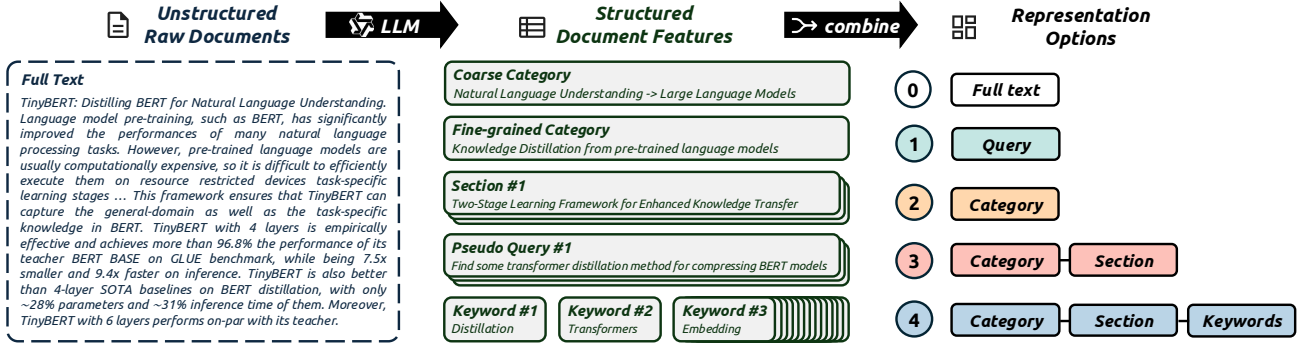 Unstructured
Raw Documents
LLM
Structured
Document Features
combine
Representation
Options
Full Text
TinyBERT: Distilling BERT for Natural Language Understanding.
Language model pre-training, such as BERT, has significantly
improved the performances of many natural language
processing tasks. However, pre-trained language models are
usually computationally expensive, so it is difficult to efficiently
execute them on resource restricted devices task-specific
learning stages ... This framework ensures that TinyBERT can
capture the general-domain as well as the task-specific
knowledge in BERT. TinyBERT with 4 layers is empirically
effective and achieves more than 96.8% the performance of its
teacher BERT BASE on GLUE benchmark, while being 7.5x
smaller and 9.4x faster on inference. TinyBERT is also better
than 4-layer SOTA baselines on BERT distillation, with only
~28% parameters and ~31% inference time of them. Moreover,
TinyBERT with 6 layers performs on-par with its teacher.
Coarse Category
Natural Language Understanding -> Large Language Models
Fine-grained Category
Knowledge Distillation from pre-trained language models
Section #1
Two-Stage Learning Framework for Enhanced Knowledge Transfer
Pseudo Query #1
Find some transformer distillation method for compressing BERT models
Keyword #1
Distillation
Keyword #2
Transformers
Keyword #3
Embedding
0 Full text
1 Query
2 Category
3 Category Section
4 Category Section Keywords